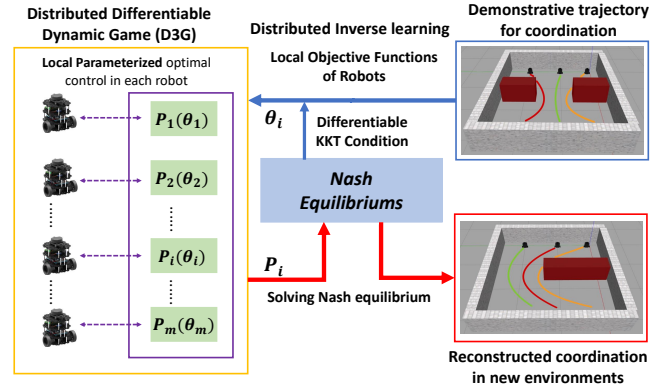 Distributed Differentiable
Dynamic Game (D3G)
Local Parameterized optimal
control in each robot
P₁(θ₁)
P₂(θ₂)
......
......
Pᵢ(θᵢ)
......
......
Pₘ(θₘ)
Distributed Inverse learning
Local Objective Functions
of Robots
θᵢ
Differentiable
KKT Condition
Nash
Equilibriums
Pᵢ
Solving Nash equilibrium
Demonstrative trajectory
for coordination
Reconstructed coordination
in new environments